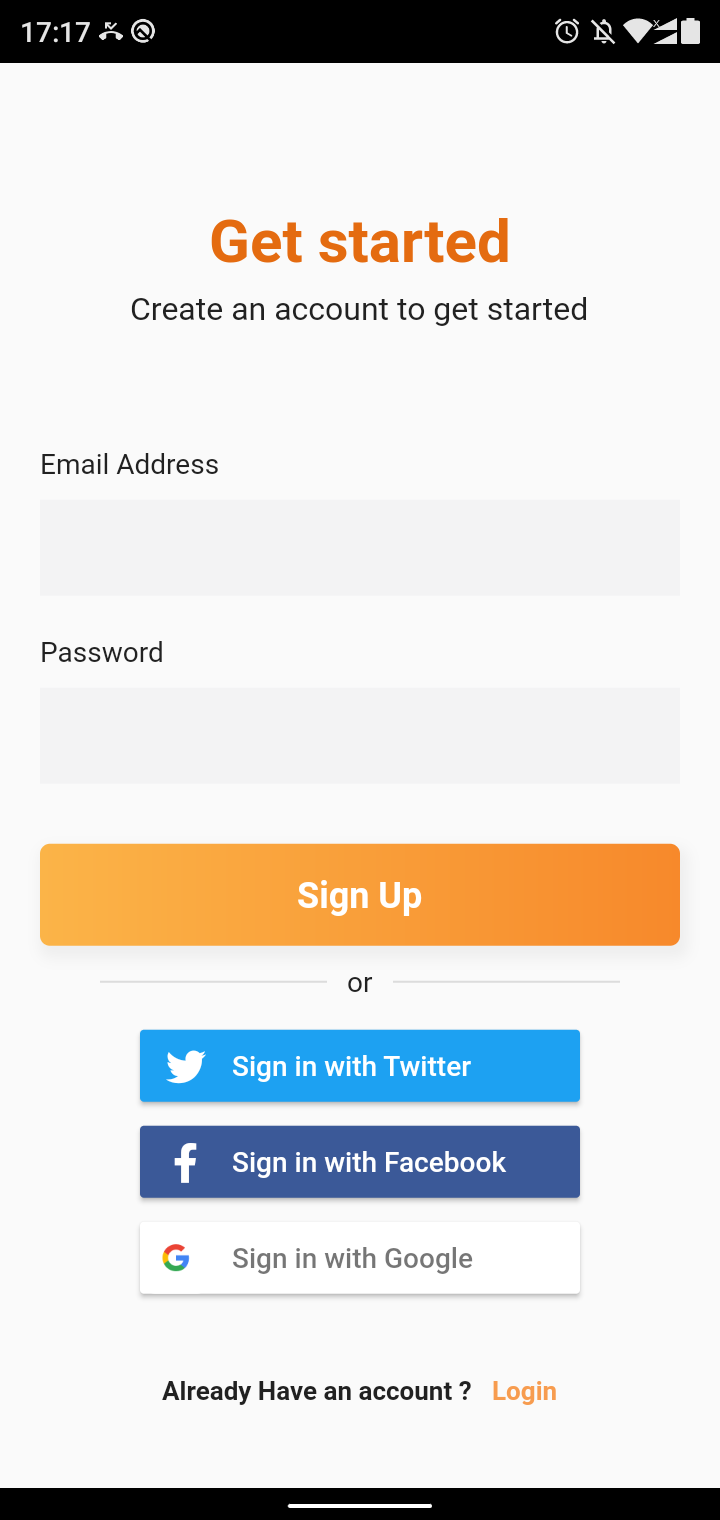 17:17
Get started
Create an account to get started
Email Address
Password
Sign Up
or
Sign in with Twitter
Sign in with Facebook
Sign in with Google
Already Have an account ? Login